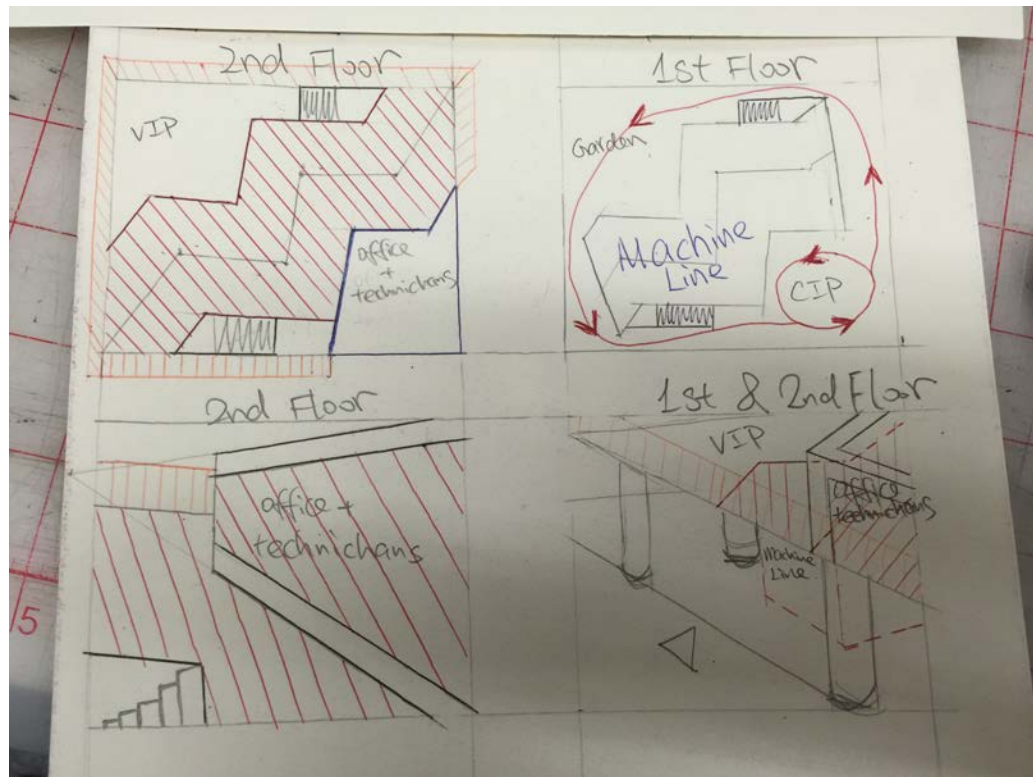 2nd Floor
VIP
office
+
technichans
1st Floor
Garden
Machine
Line
CIP
2nd Floor
office +
technichans
1st & 2nd Floor
VIP
office
technichans
Machine
Line
5